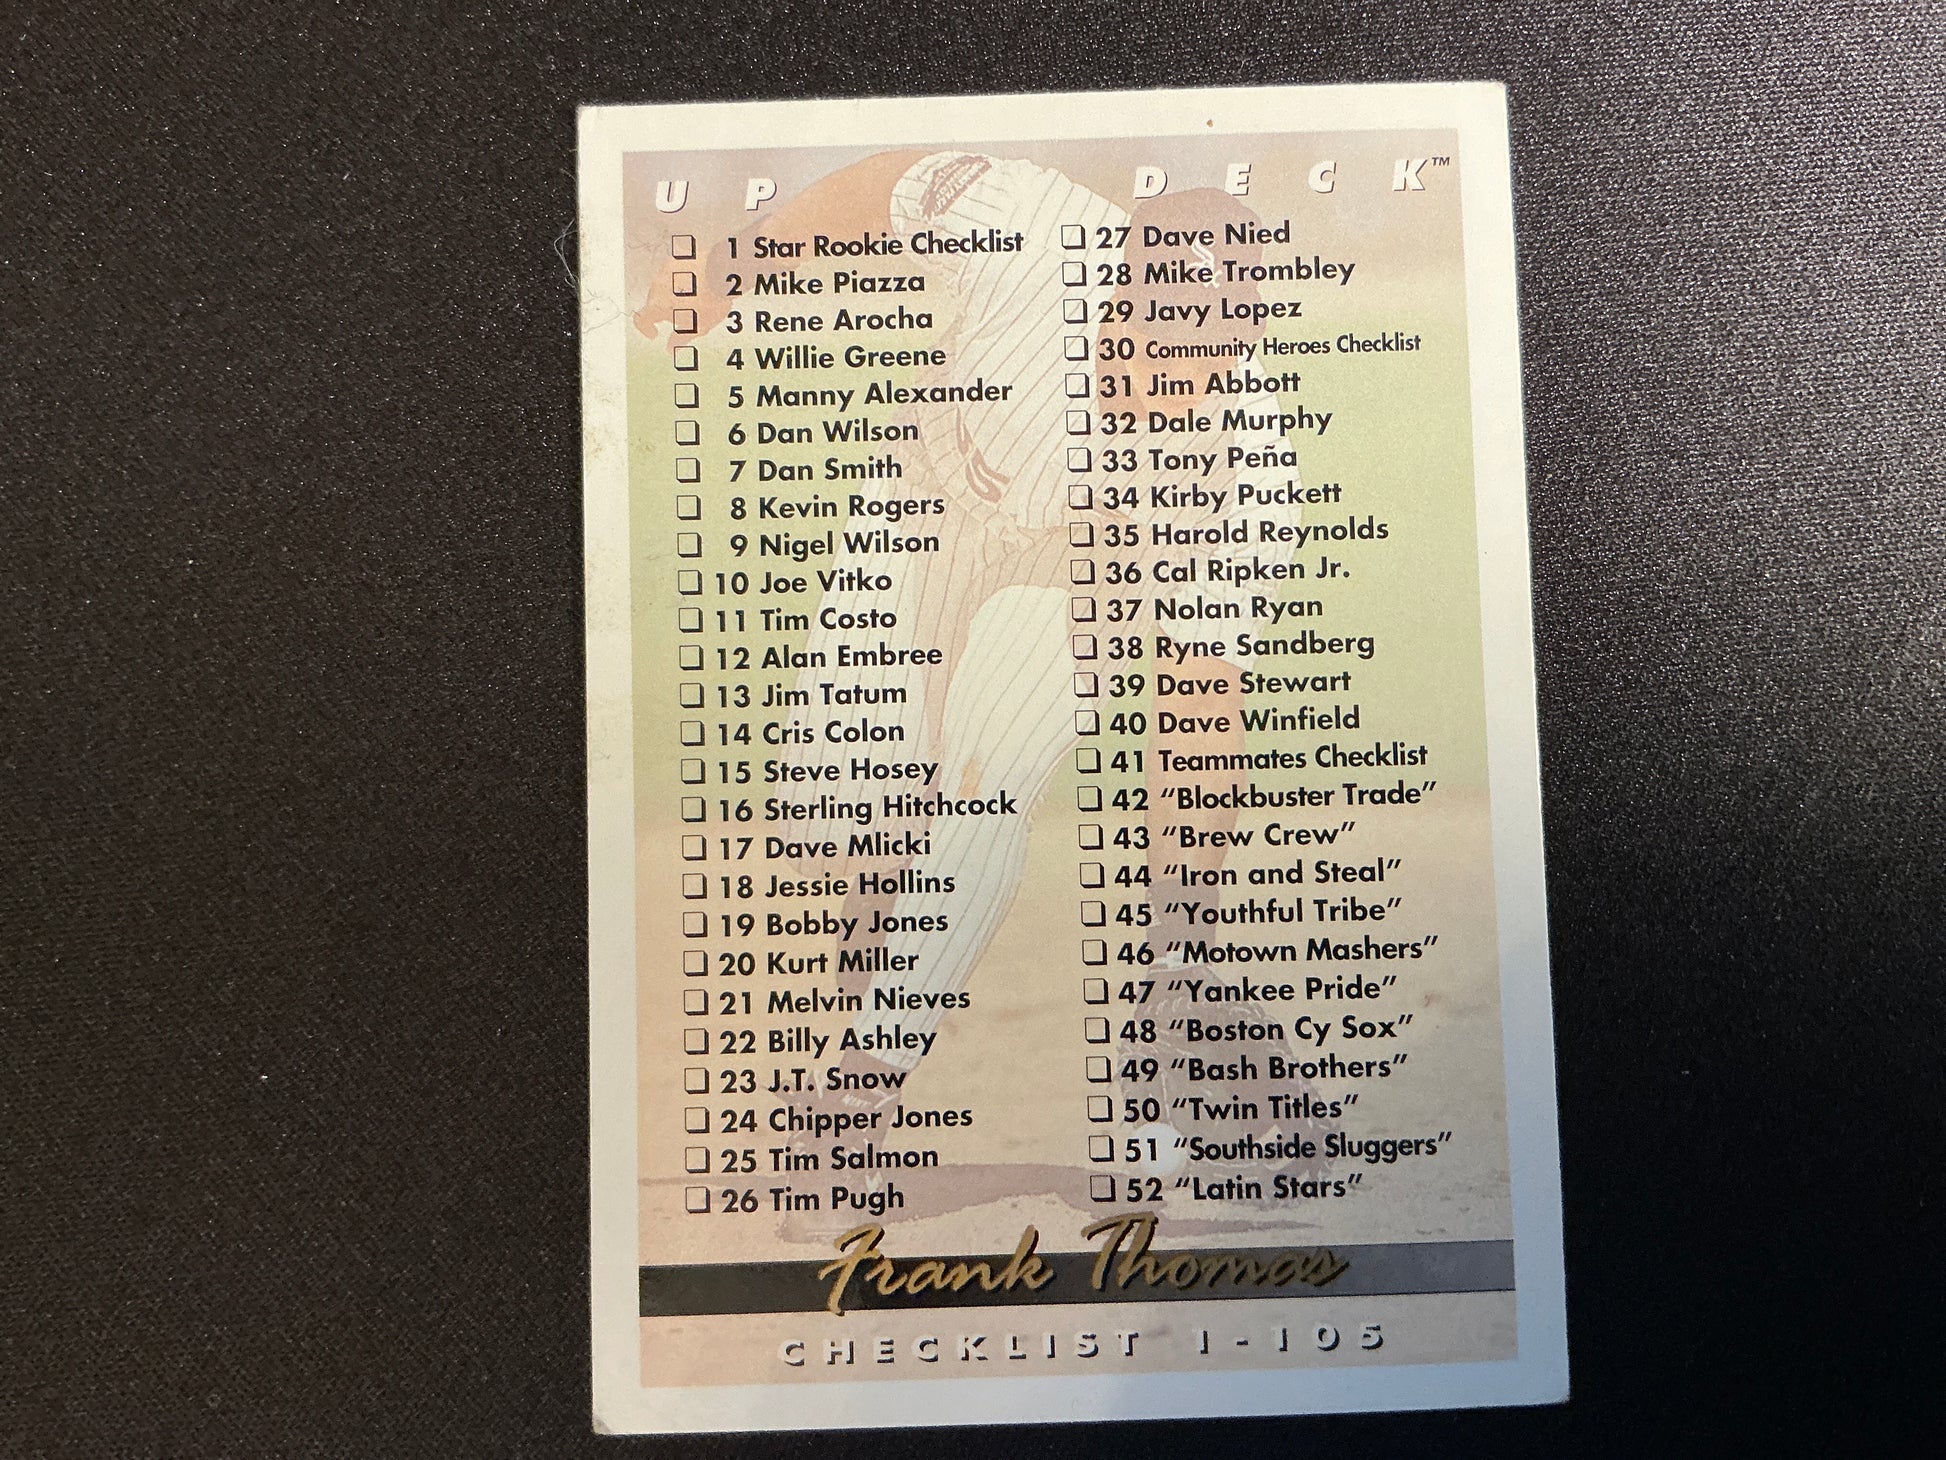 U P D E C K™
1 Star Rookie Checklist
2 Mike Piazza
3 Rene Arocha
4 Willie Greene
5 Manny Alexander
6 Dan Wilson
7 Dan Smith
8 Kevin Rogers
9 Nigel Wilson
10 Joe Vitko
11 Tim Costo
12 Alan Embree
13 Jim Tatum
14 Cris Colon
15 Steve Hosey
16 Sterling Hitchcock
17 Dave Mlicki
18 Jessie Hollins
19 Bobby Jones
20 Kurt Miller
21 Melvin Nieves
22 Billy Ashley
23 J.T. Snow
24 Chipper Jones
25 Tim Salmon
26 Tim Pugh
27 Dave Nied
28 Mike Trombley
29 Javy Lopez
30 Community Heroes Checklist
31 Jim Abbott
32 Dale Murphy
33 Tony Peña
34 Kirby Puckett
35 Harold Reynolds
36 Cal Ripken Jr.
37 Nolan Ryan
38 Ryne Sandberg
39 Dave Stewart
40 Dave Winfield
41 Teammates Checklist
42 “Blockbuster Trade”
43 “Brew Crew”
44 “Iron and Steal”
45 “Youthful Tribe”
46 “Motown Mashers”
47 “Yankee Pride”
48 “Boston Cy Sox”
49 “Bash Brothers”
50 “Twin Titles”
51 “Southside Sluggers”
52 “Latin Stars”
Frank Thomas
CHECKLIST 1-105